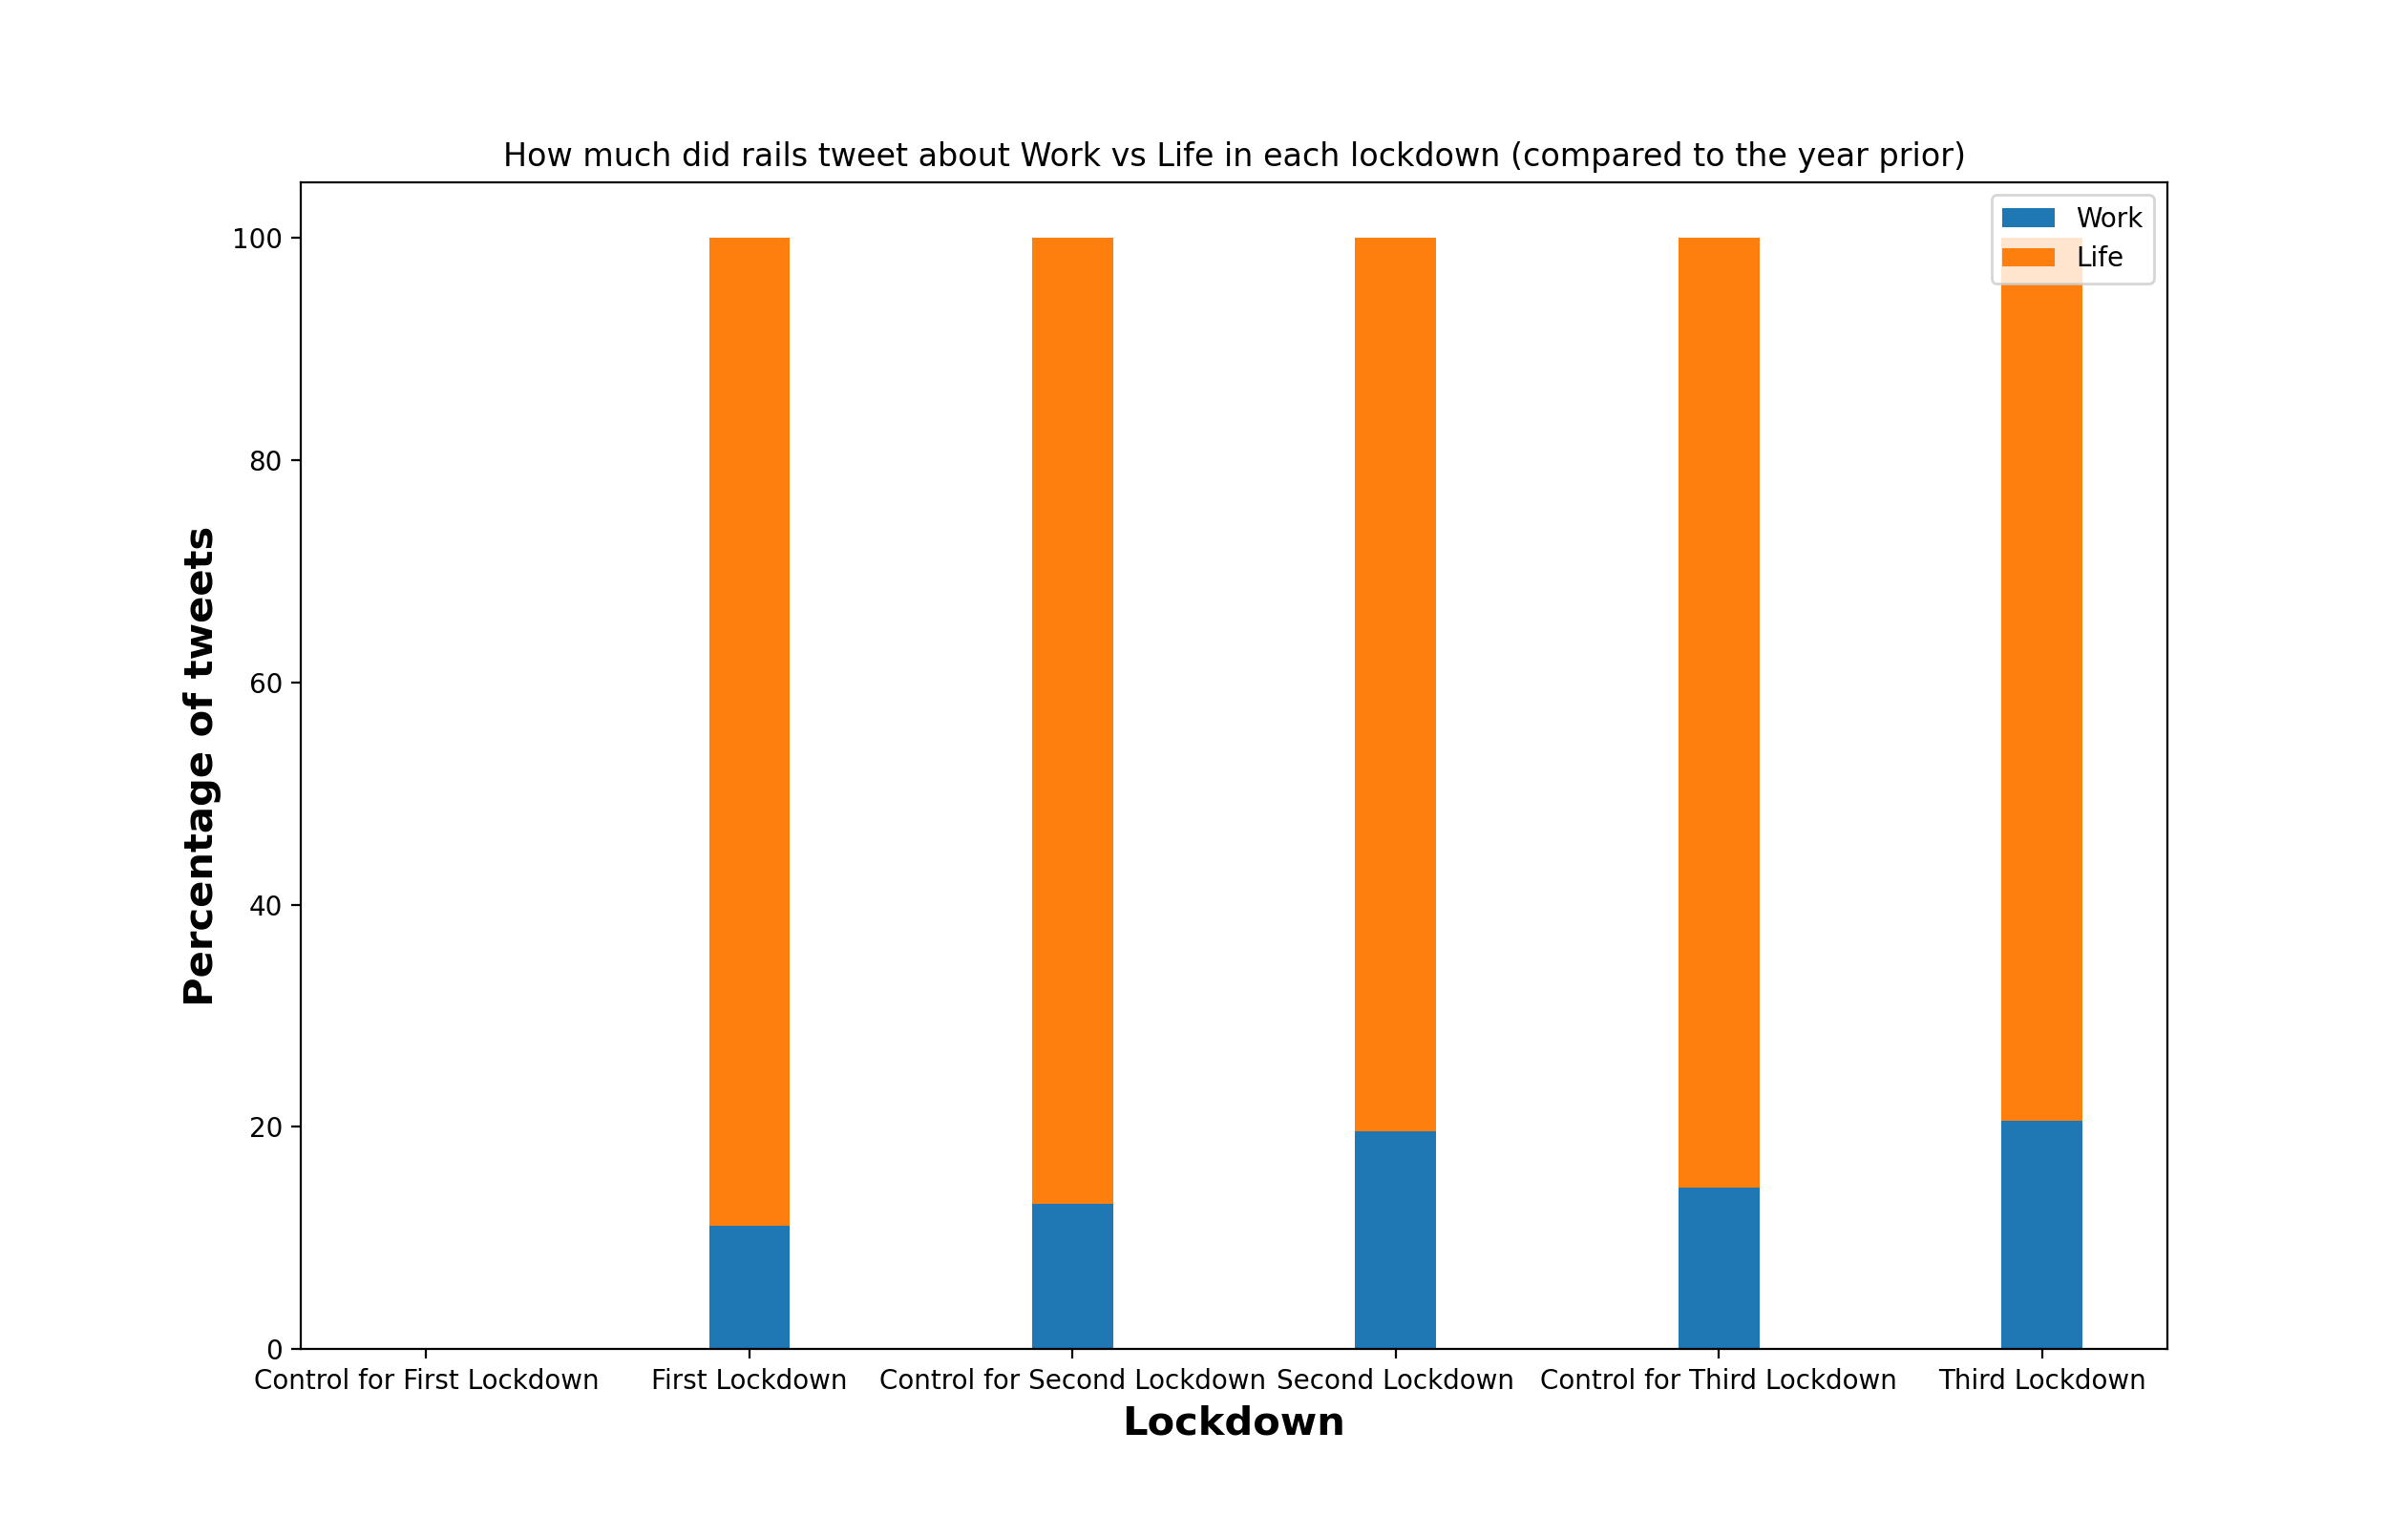 How much did rails tweet about Work vs Life in each lockdown (compared to the year prior)
Work
Life
100
80
60
40
20
0
Percentage of tweets
Control for First Lockdown
First Lockdown
Control for Second Lockdown
Second Lockdown
Control for Third Lockdown
Third Lockdown
Lockdown